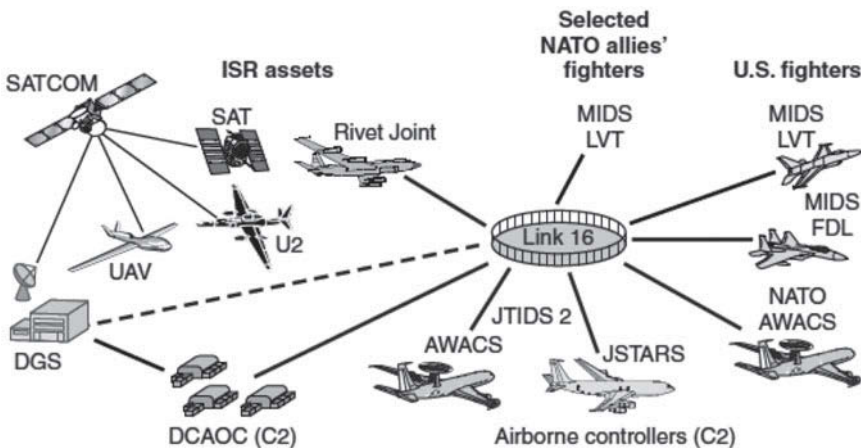 Selected
NATO allies'
fighters
ISR assets
U.S. fighters
SATCOM
SAT
Rivet Joint
MIDS
LVT
MIDS
LVT
MIDS
FDL
UAV
U2
Link 16
NATO
AWACS
JTIDS 2
AWACS
JSTARS
DGS
DCAOC (C2)
Airborne controllers (C2)